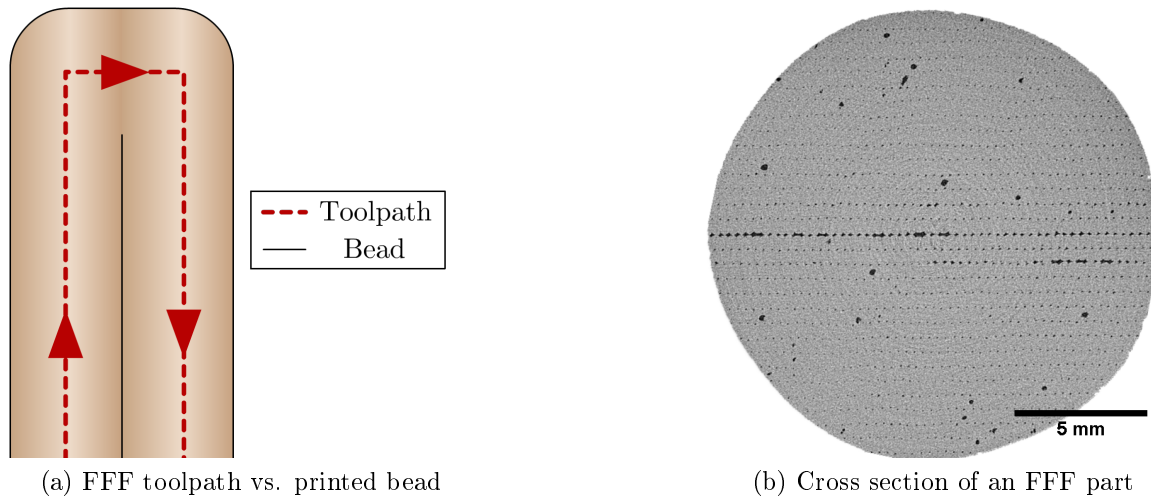 Toolpath
Bead
(a) FFF toolpath vs. printed bead
5 mm
(b) Cross section of an FFF part